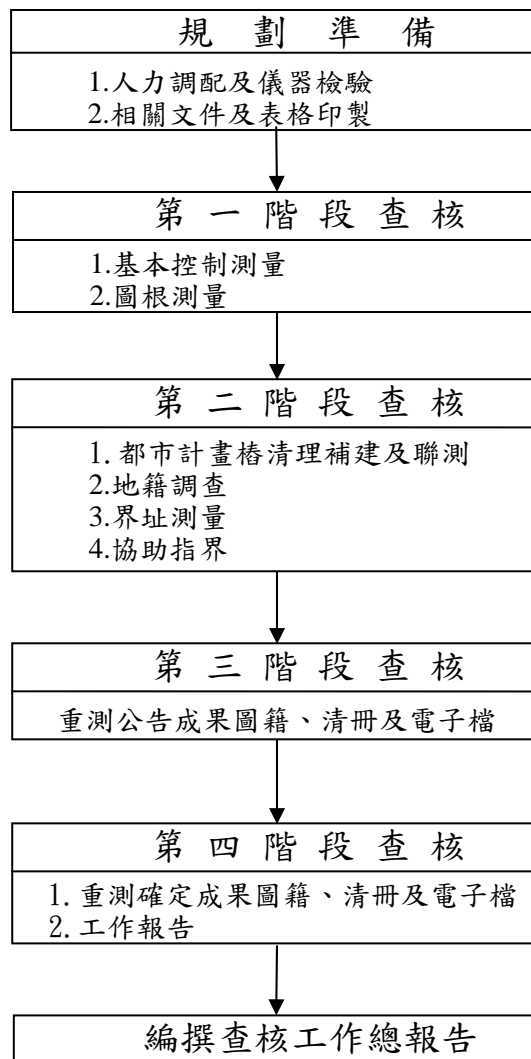 規劃準備
1.人力調配及儀器檢驗
2.相關文件及表格印製
第一階段查核
1.基本控制測量
2.圖根測量
第二階段查核
1. 都市計畫樁清理補建及聯測
2.地籍調查
3.界址測量
4.協助指界
第三階段查核
重測公告成果圖籍、清冊及電子檔
第四階段查核
1. 重測確定成果圖籍、清冊及電子檔
2. 工作報告
編撰查核工作總報告